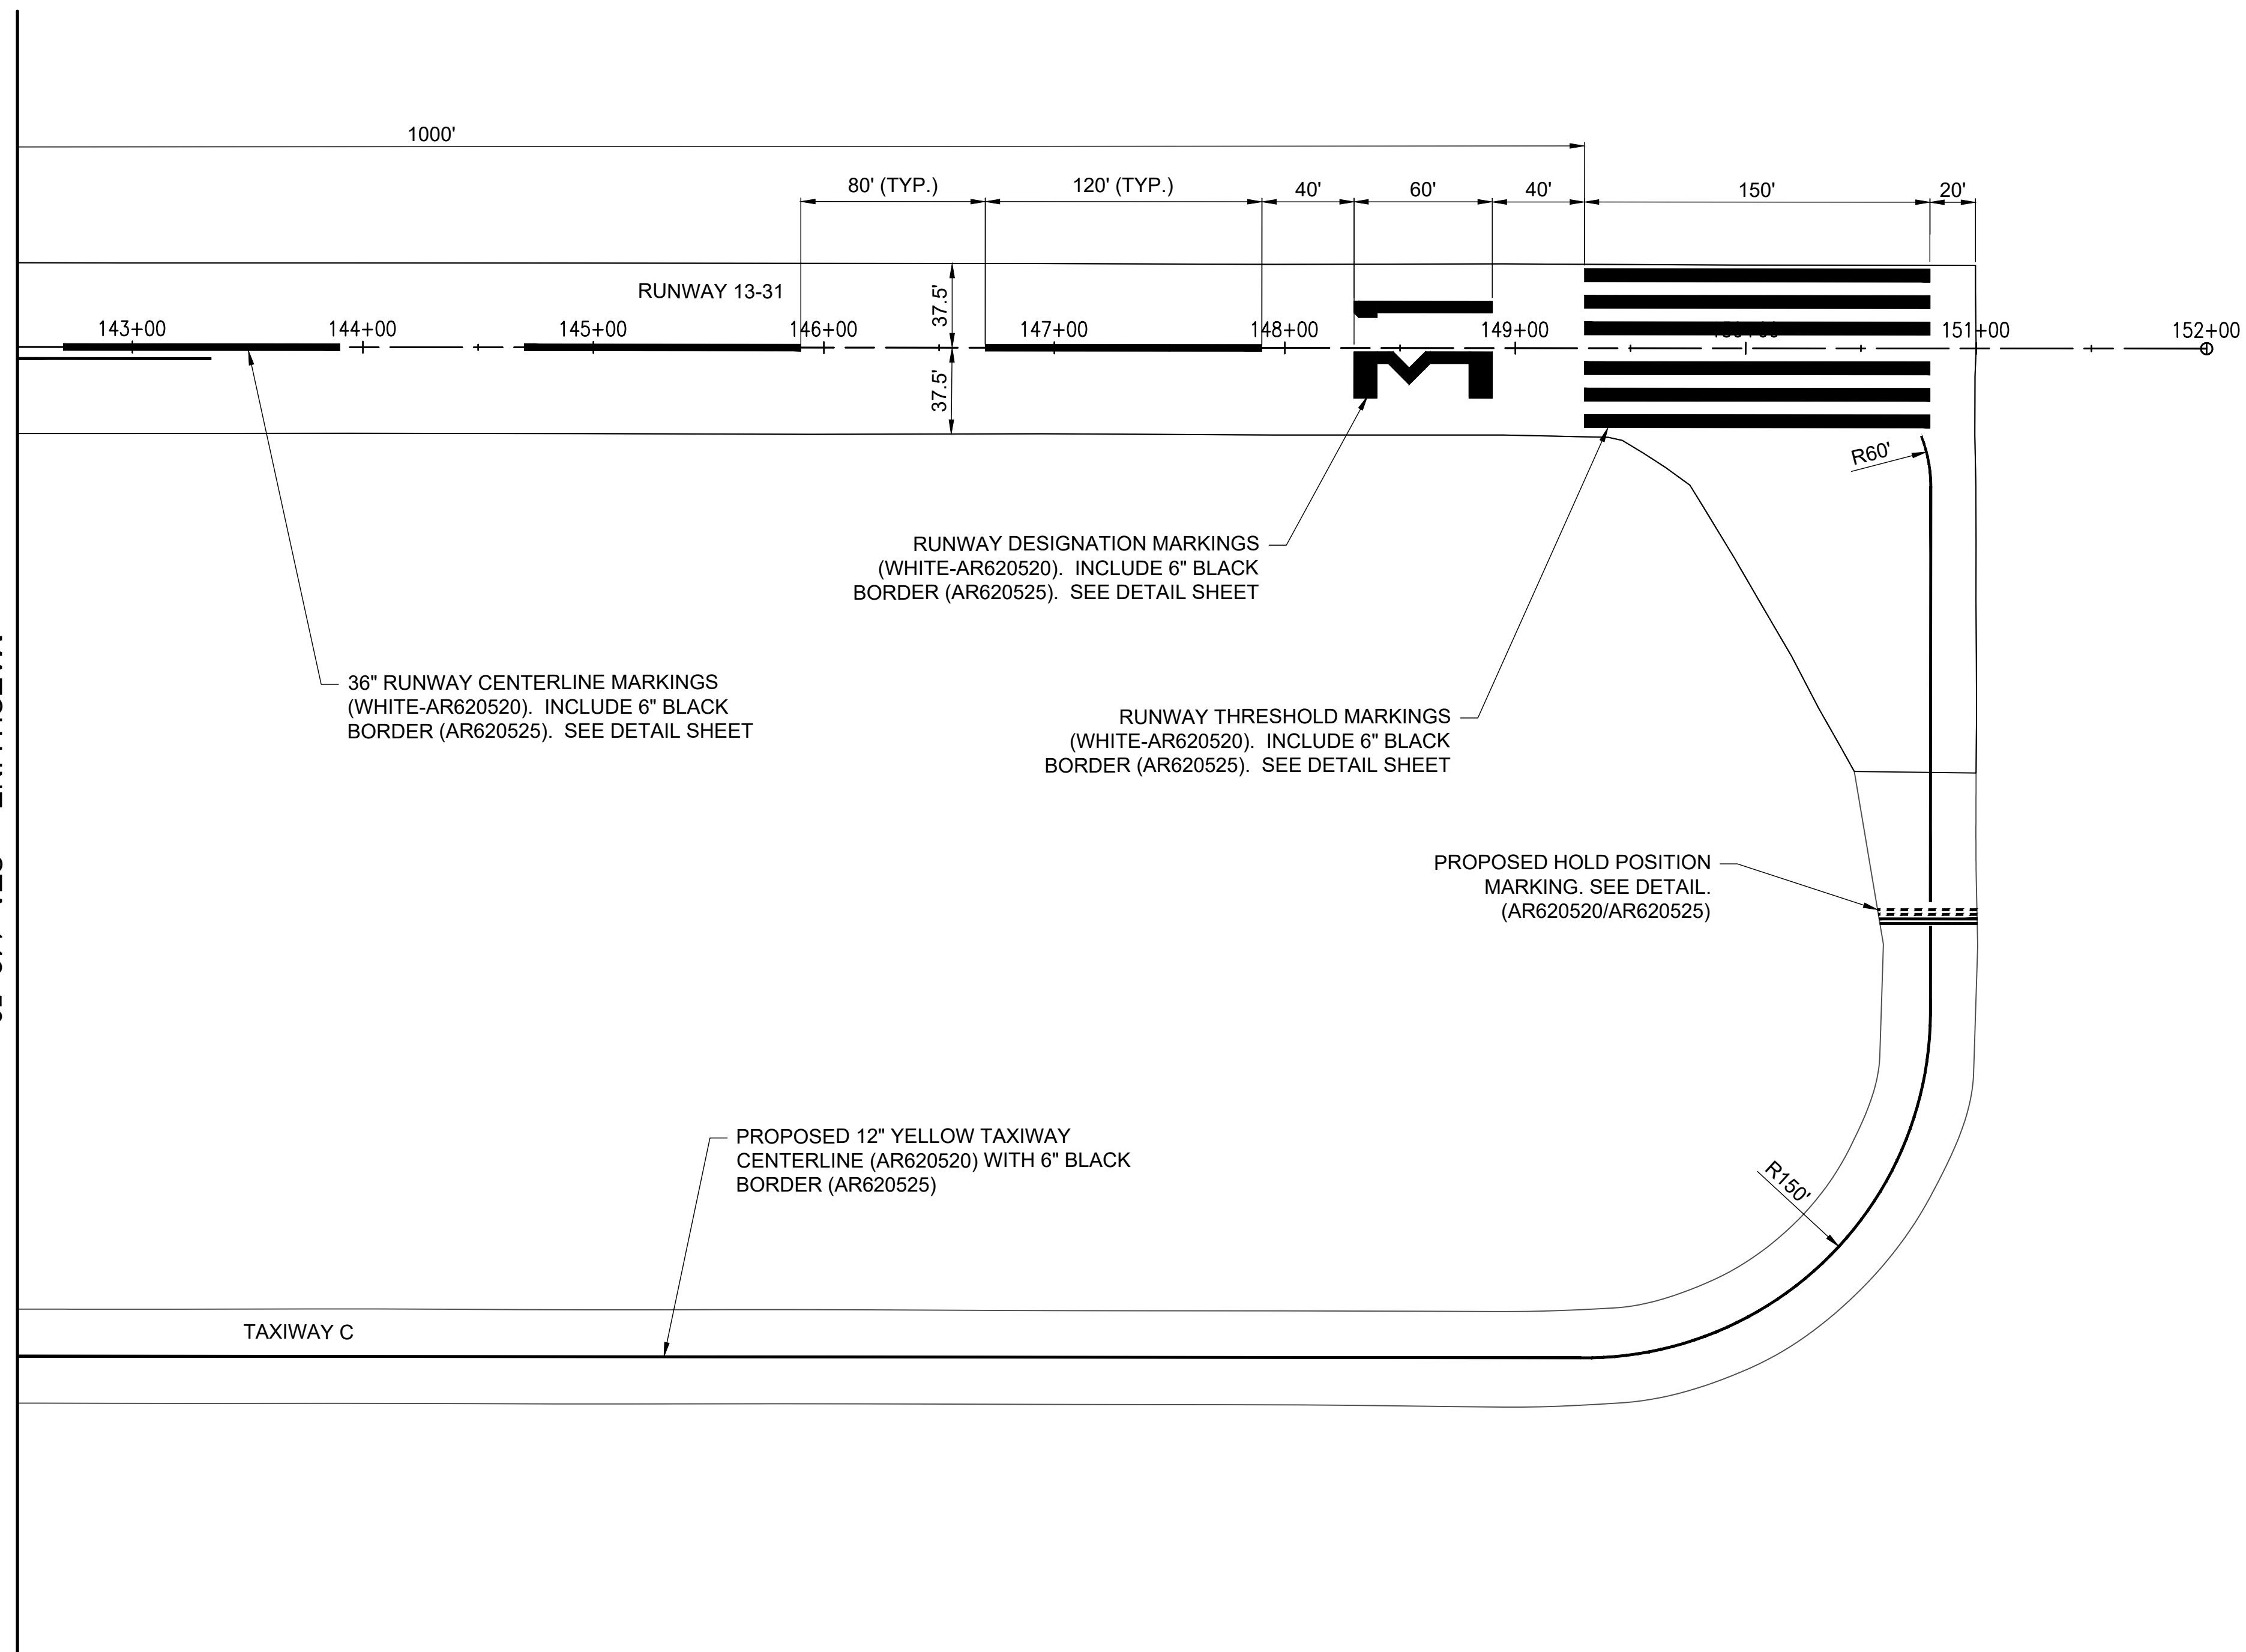 1000'
80' (TYP.)
120' (TYP.)
40'
60'
40'
150'
20'
RUNWAY 13-31
37.5'
37.5'
143+00
144+00
145+00
146+00
147+00
148+00
149+00
151+00
152+00
R60'
RUNWAY DESIGNATION MARKINGS
(WHITE-AR620520). INCLUDE 6" BLACK
BORDER (AR620525). SEE DETAIL SHEET
36" RUNWAY CENTERLINE MARKINGS
(WHITE-AR620520). INCLUDE 6" BLACK
BORDER (AR620525). SEE DETAIL SHEET
RUNWAY THRESHOLD MARKINGS
(WHITE-AR620520). INCLUDE 6" BLACK
BORDER (AR620525). SEE DETAIL SHEET
PROPOSED HOLD POSITION
MARKING. SEE DETAIL.
(AR620520/AR620525)
PROPOSED 12" YELLOW TAXIWAY
CENTERLINE (AR620520) WITH 6" BLACK
BORDER (AR620525)
R150'
TAXIWAY C